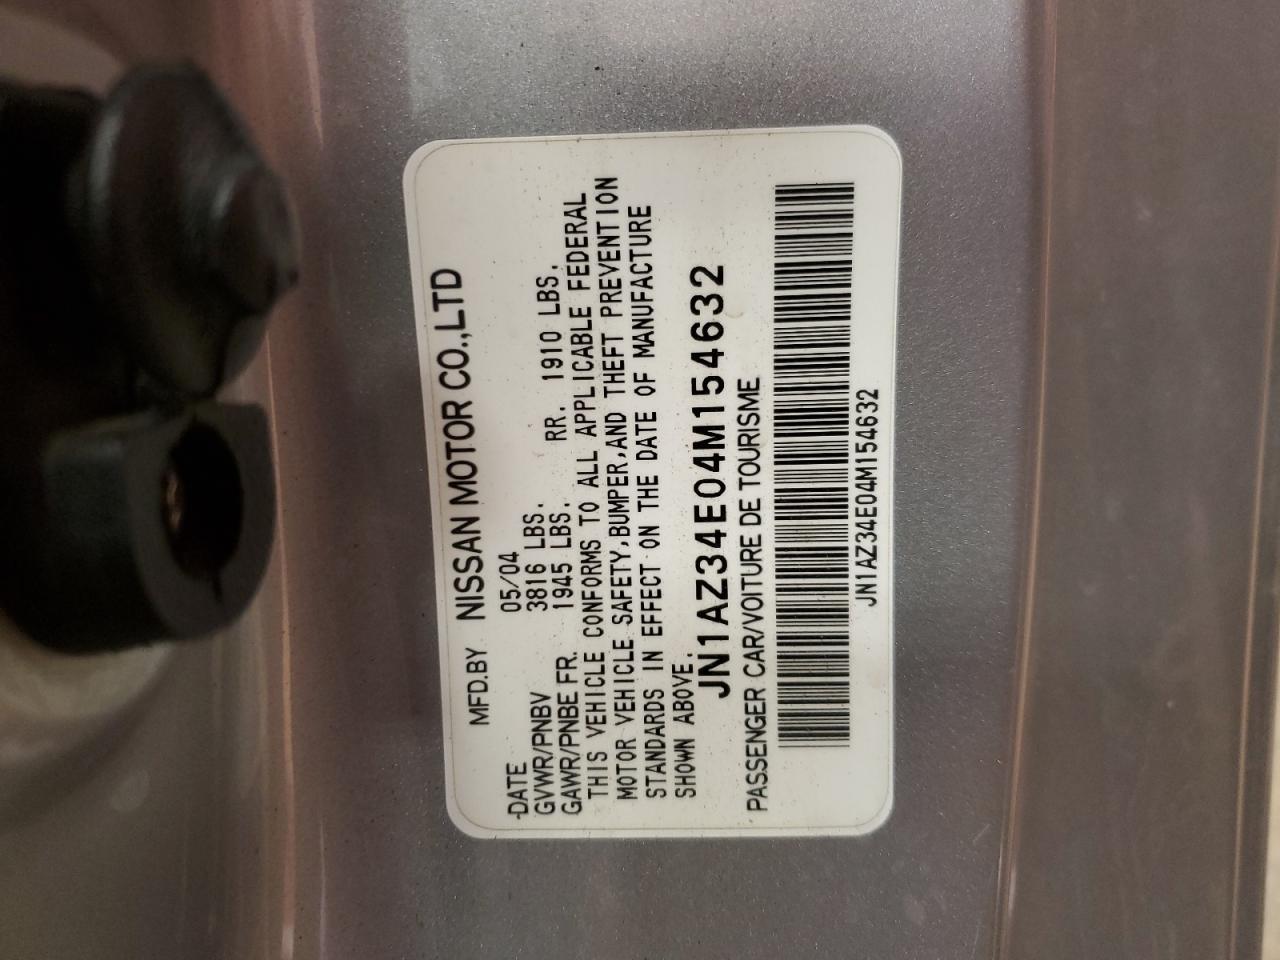 MFD.BY NISSAN MOTOR CO.,LTD
DATE 05/04
GVWR/PNBV 3816 LBS.
GAWR/PNBE FR. 1945 LBS. RR. 1910 LBS.
THIS VEHICLE CONFORMS TO ALL APPLICABLE FEDERAL
MOTOR VEHICLE SAFETY,BUMPER,AND THEFT PREVENTION
STANDARDS IN EFFECT ON THE DATE OF MANUFACTURE
SHOWN ABOVE.
JN1AZ34E04M154632
PASSENGER CAR/VOITURE DE TOURISME
JN1AZ34E04M154632